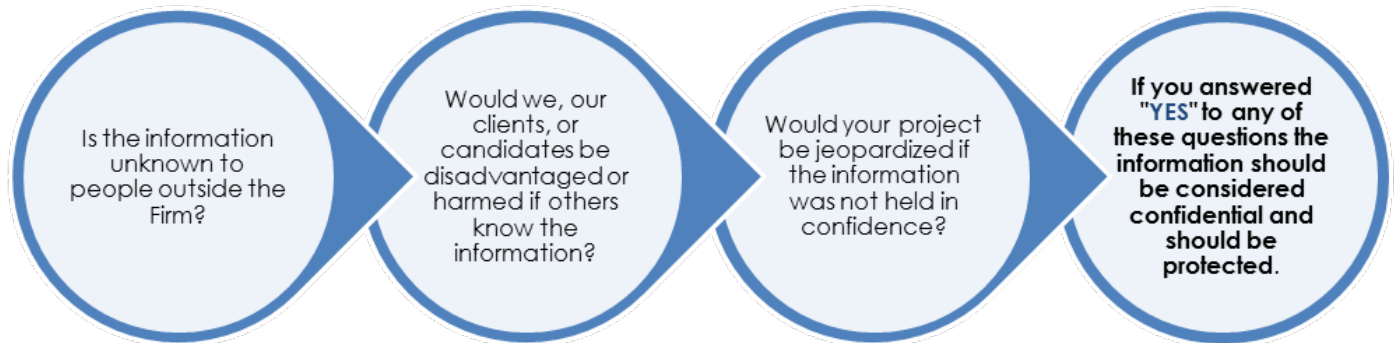 Is the information
unknown to
people outside the
Firm?
Would we, our
clients, or
candidates be
disadvantaged or
harmed if others
know the
information?
Would your project
be jeopardized if
the information
was not held in
confidence?
If you answered
"YES" to any of
these questions the
information should
be considered
confidential and
should be
protected.